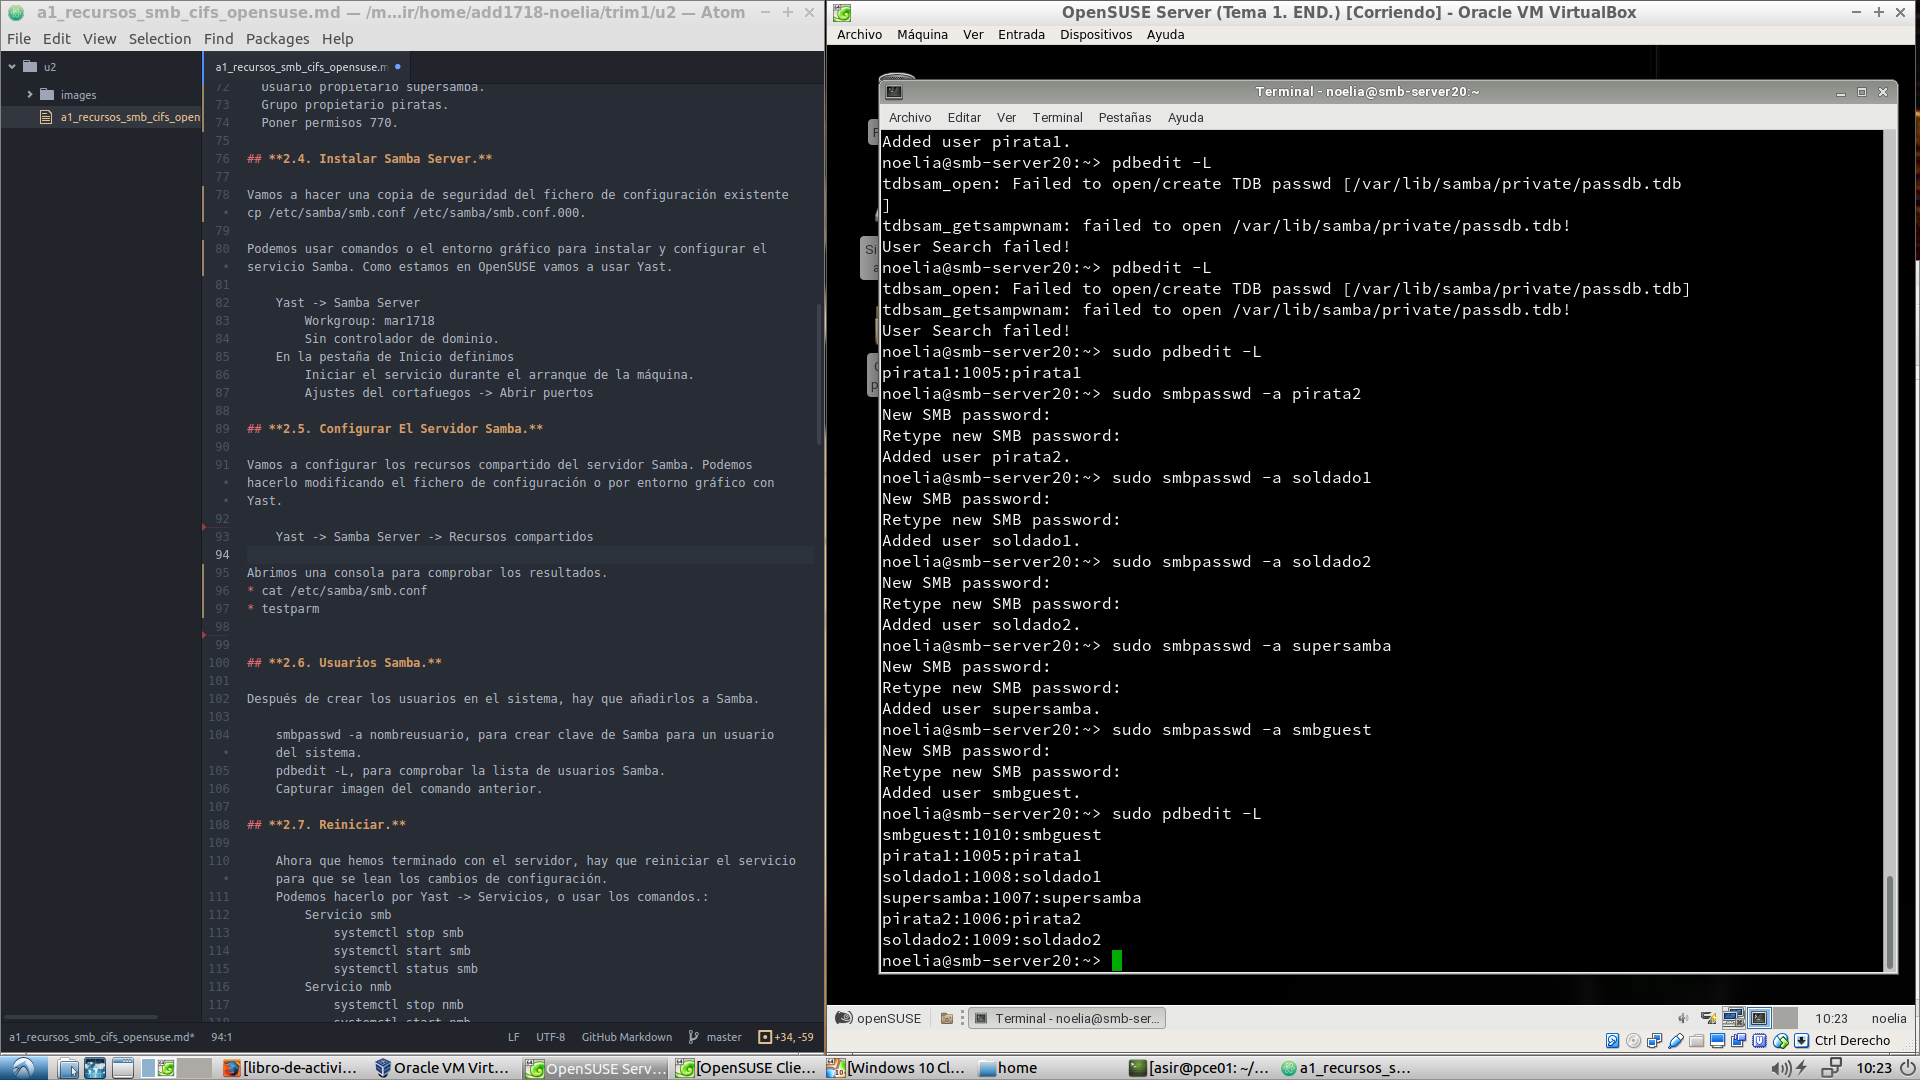 a1_recursos_smb_cifs_opensuse.md — /m...ir/home/add1718-noelia/trim1/u2 — Atom
File Edit View Selection Find Packages Help
u2
images
a1_recursos_smb_cifs_open
a1_recursos_smb_cifs_opensuse.m
72 Usuario propietario supersamba.
73 Grupo propietario piratas.
74 Poner permisos 770.
75
76 ## **2.4. Instalar Samba Server.**
77
78 Vamos a hacer una copia de seguridad del fichero de configuración existente
cp /etc/samba/smb.conf /etc/samba/smb.conf.000.
79
80 Podemos usar comandos o el entorno gráfico para instalar y configurar el
servicio Samba. Como estamos en OpenSUSE vamos a usar Yast.
81
82 Yast -> Samba Server
83 Workgroup: mar1718
84 Sin controlador de dominio.
85 En la pestaña de Inicio definimos
86 Iniciar el servicio durante el arranque de la máquina.
87 Ajustes del cortafuegos -> Abrir puertos
88
89 ## **2.5. Configurar El Servidor Samba.**
90
91 Vamos a configurar los recursos compartido del servidor Samba. Podemos
hacerlo modificando el fichero de configuración o por entorno gráfico con
Yast.
92
93 Yast -> Samba Server -> Recursos compartidos
94
95 Abrimos una consola para comprobar los resultados.
96 * cat /etc/samba/smb.conf
97 * testparm
98
99
100 ## **2.6. Usuarios Samba.**
101
102 Después de crear los usuarios en el sistema, hay que añadirlos a Samba.
103
104 smbpasswd -a nombreusuario, para crear clave de Samba para un usuario
del sistema.
105 pdbedit -L, para comprobar la lista de usuarios Samba.
106 Capturar imagen del comando anterior.
107
108 ## **2.7. Reiniciar.**
109
110 Ahora que hemos terminado con el servidor, hay que reiniciar el servicio
para que se lean los cambios de configuración.
111 Podemos hacerlo por Yast -> Servicios, o usar los comandos.:
112 Servicio smb
113 systemctl stop smb
114 systemctl start smb
115 systemctl status smb
116 Servicio nmb
117 systemctl stop nmb
118 systemctl start nmb
a1_recursos_smb_cifs_opensuse.md* 94:1 LF UTF-8 GitHub Markdown master +34, -59
OpenSUSE Server (Tema 1. END.) [Corriendo] - Oracle VM VirtualBox
Archivo Máquina Ver Entrada Dispositivos Ayuda
Terminal - noelia@smb-server20:~
Archivo Editar Ver Terminal Pestañas Ayuda
Added user pirata1.
noelia@smb-server20:~> pdbedit -L
tdbsam_open: Failed to open/create TDB passwd [/var/lib/samba/private/passdb.tdb
]
tdbsam_getsampwnam: failed to open /var/lib/samba/private/passdb.tdb!
User Search failed!
noelia@smb-server20:~> pdbedit -L
tdbsam_open: Failed to open/create TDB passwd [/var/lib/samba/private/passdb.tdb]
tdbsam_getsampwnam: failed to open /var/lib/samba/private/passdb.tdb!
User Search failed!
noelia@smb-server20:~> sudo pdbedit -L
pirata1:1005:pirata1
noelia@smb-server20:~> sudo smbpasswd -a pirata2
New SMB password:
Retype new SMB password:
Added user pirata2.
noelia@smb-server20:~> sudo smbpasswd -a soldado1
New SMB password:
Retype new SMB password:
Added user soldado1.
noelia@smb-server20:~> sudo smbpasswd -a soldado2
New SMB password:
Retype new SMB password:
Added user soldado2.
noelia@smb-server20:~> sudo smbpasswd -a supersamba
New SMB password:
Retype new SMB password:
Added user supersamba.
noelia@smb-server20:~> sudo smbpasswd -a smbguest
New SMB password:
Retype new SMB password:
Added user smbguest.
noelia@smb-server20:~> sudo pdbedit -L
smbguest:1010:smbguest
pirata1:1005:pirata1
soldado1:1008:soldado1
supersamba:1007:supersamba
pirata2:1006:pirata2
soldado2:1009:soldado2
noelia@smb-server20:~>
openSUSE Terminal - noelia@smb-ser... 10:23 noelia
Ctrl Derecho
[libro-de-activi... Oracle VM Virt... OpenSUSE Serv... [OpenSUSE Clie... [Windows 10 Cl... home [asir@pce01: ~/... a1_recursos_s... 10:23